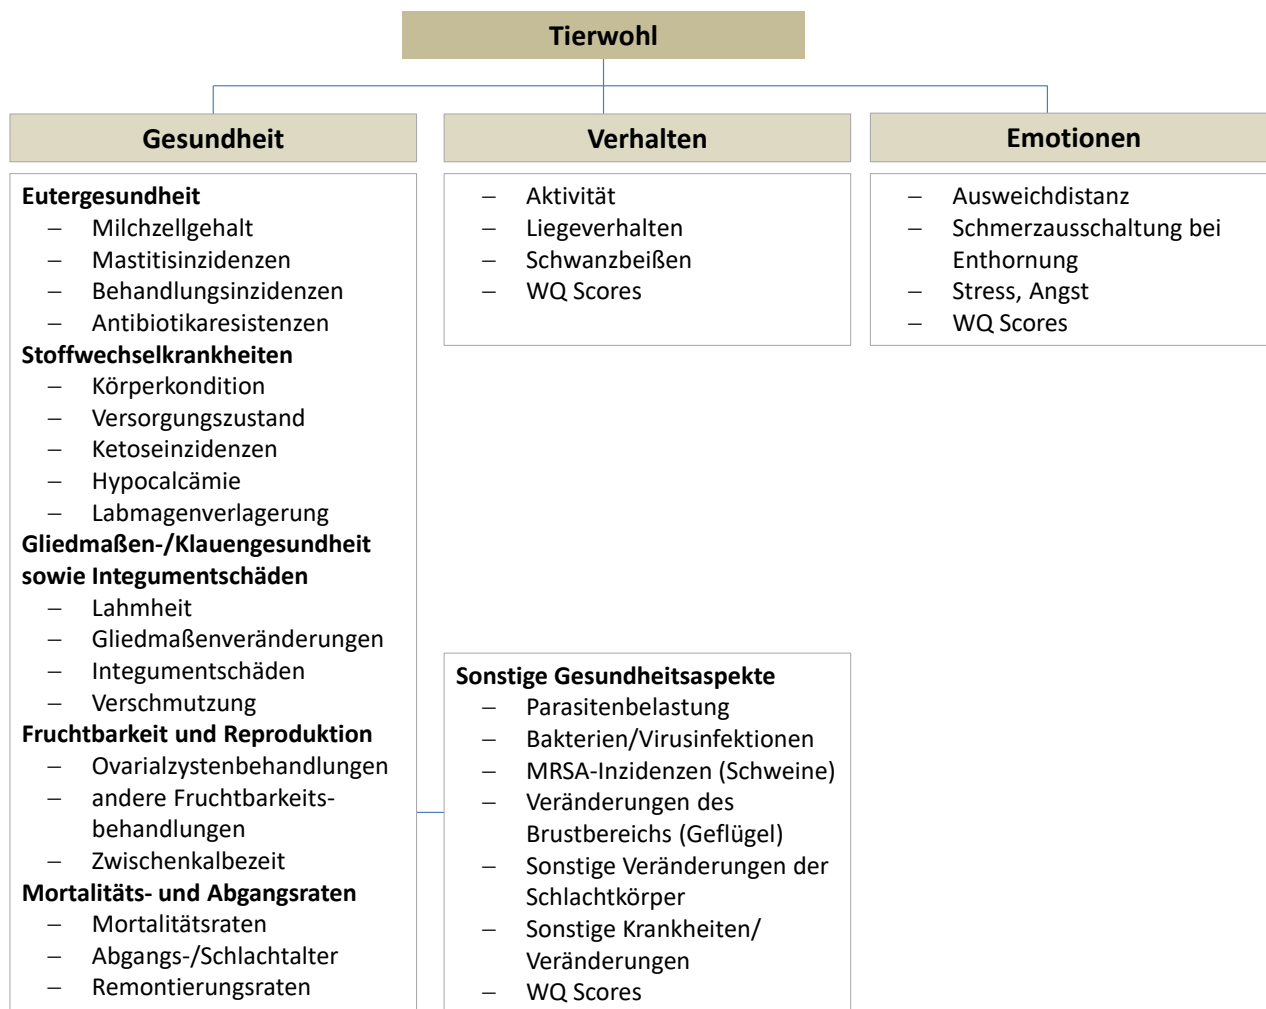 Tierwohl
Gesundheit
Eutergesundheit
– Milchzellgehalt
– Mastitisinzidenzen
– Behandlungsinzidenzen
– Antibiotikaresistenzen
Stoffwechselkrankheiten
– Körperkondition
– Versorgungszustand
– Ketoseinzidenzen
– Hypocalcämie
– Labmagenverlagerung
Gliedmaßen-/Klauengesundheit
sowie Integumentschäden
– Lahmheit
– Gliedmaßenveränderungen
– Integumentschäden
– Verschmutzung
Fruchtbarkeit und Reproduktion
– Ovarialzystenbehandlungen
– andere Fruchtbarkeits-
behandlungen
– Zwischenkalbezeit
Mortalitäts- und Abgangsraten
– Mortalitätsraten
– Abgangs-/Schlachtalter
– Remontierungsraten
Verhalten
– Aktivität
– Liegeverhalten
– Schwanzbeißen
– WQ Scores
Sonstige Gesundheitsaspekte
– Parasitenbelastung
– Bakterien/Virusinfektionen
– MRSA-Inzidenzen (Schweine)
– Veränderungen des
Brustbereichs (Geflügel)
– Sonstige Veränderungen der
Schlachtkörper
– Sonstige Krankheiten/
Veränderungen
– WQ Scores
Emotionen
– Ausweichdistanz
– Schmerzausschaltung bei
Enthornung
– Stress, Angst
– WQ Scores